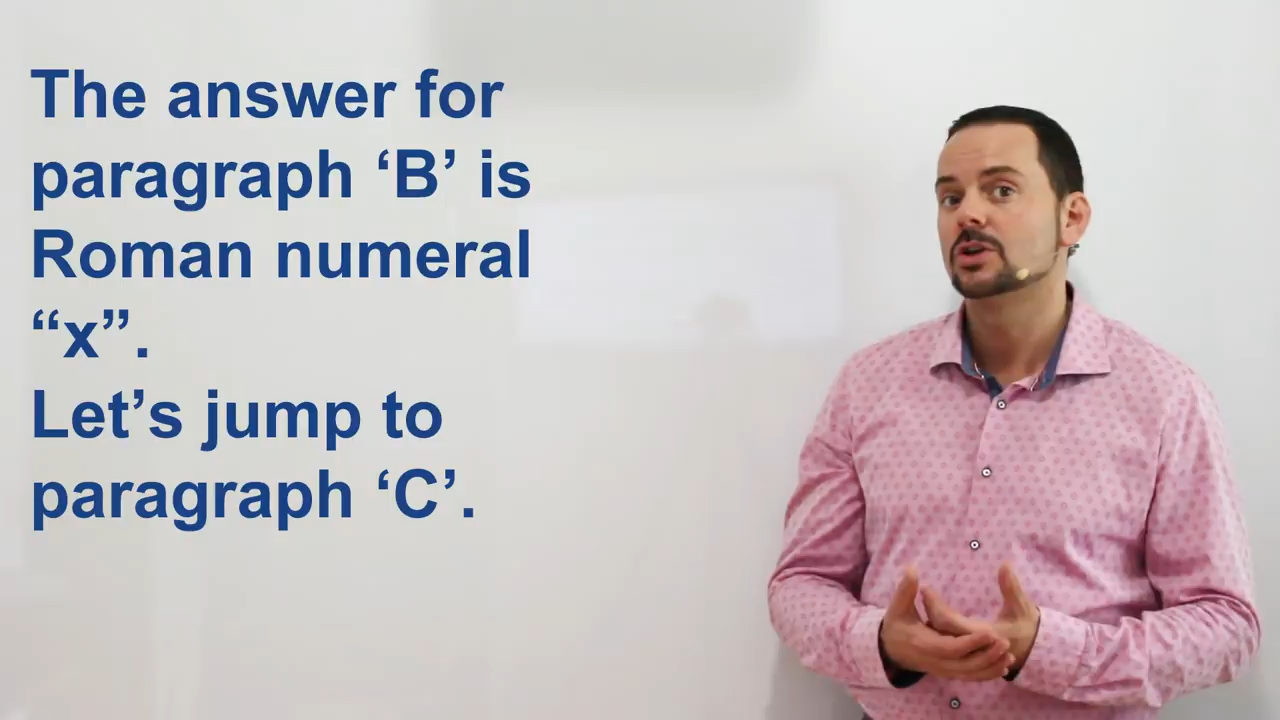 The answer for
paragraph ‘B’ is
Roman numeral
“x”.
Let’s jump to
paragraph ‘C’.